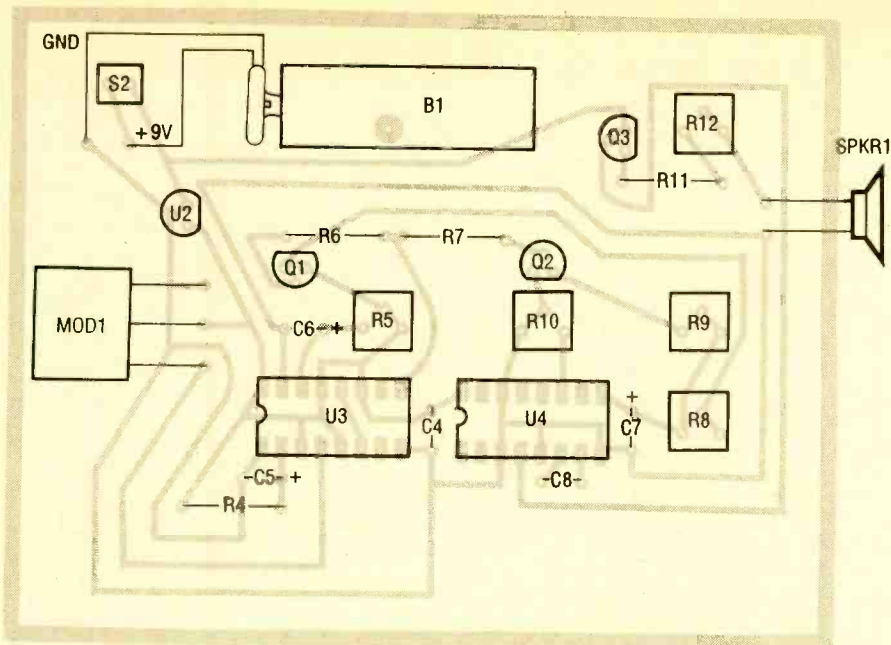 GND
S2
+9V
B1
Q3
R12
SPKR1
R11
U2
R6
R7
Q1
Q2
MOD1
C6
+
R5
R10
R9
U3
C4
U4
+
C7
R8
-C5- +
-C8-
R4